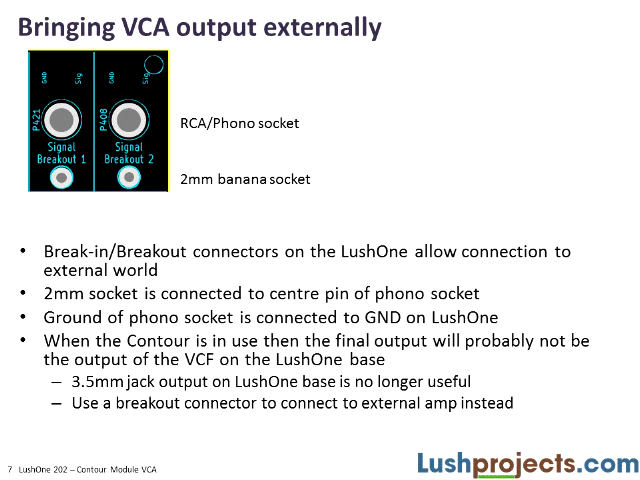 Bringing VCA output externally
GND Sig GND Sig
P421 P408
RCA/Phono socket
Signal Signal
Breakout 1 Breakout 2
2mm banana socket
• Break-in/Breakout connectors on the LushOne allow connection to
external world
• 2mm socket is connected to centre pin of phono socket
• Ground of phono socket is connected to GND on LushOne
• When the Contour is in use then the final output will probably not be
the output of the VCF on the LushOne base
– 3.5mm jack output on LushOne base is no longer useful
– Use a breakout connector to connect to external amp instead
7 LushOne 202 – Contour Module VCA
Lushprojects.com